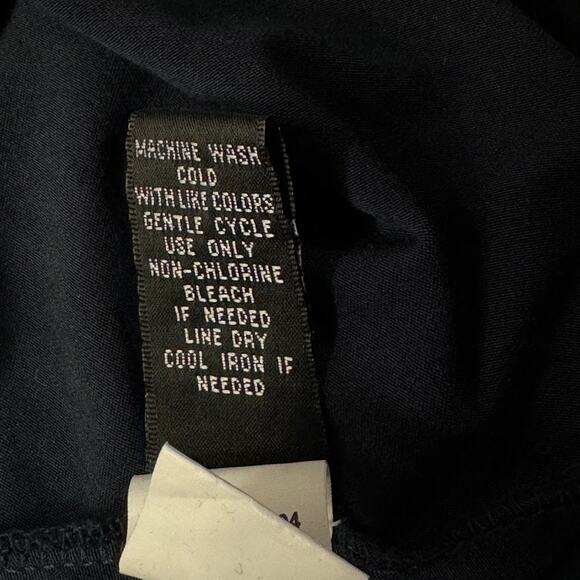 MACHINE WASH
COLD
WITH LIKE COLORS
GENTLE CYCLE
USE ONLY
NON-CHLORINE
BLEACH
IF NEEDED
LINE DRY
COOL IRON IF
NEEDED